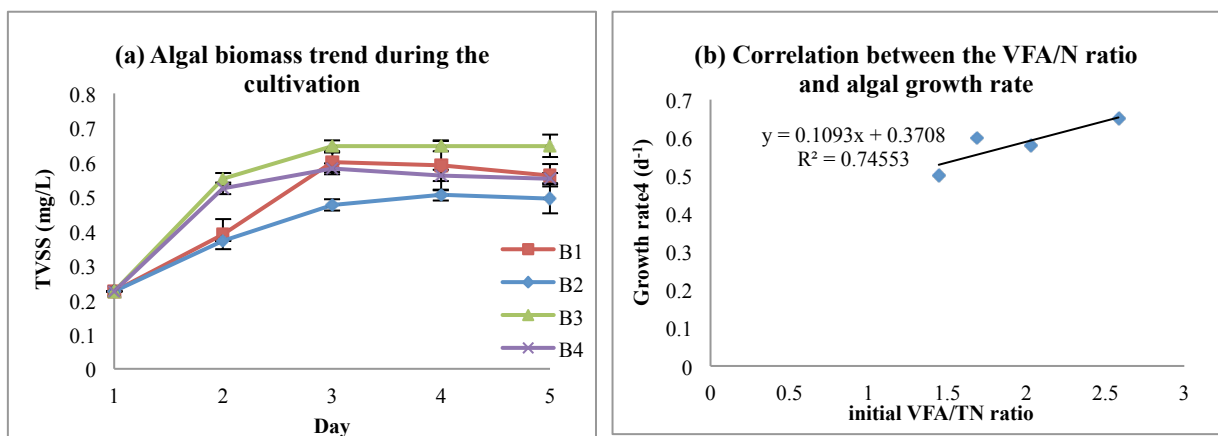 (a) Algal biomass trend during the
cultivation
0.8
0.7
0.6
0.5
0.4
0.3
0.2
0.1
0
TVSS (mg/L)
B1
B2
B3
B4
1 2 3 4 5
Day
(b) Correlation between the VFA/N ratio
and algal growth rate
0.7
0.6
0.5
0.4
0.3
0.2
0.1
0
Growth rate4 (d⁻¹)
y = 0.1093x + 0.3708
R² = 0.74553
0 0.5 1 1.5 2 2.5 3
initial VFA/TN ratio